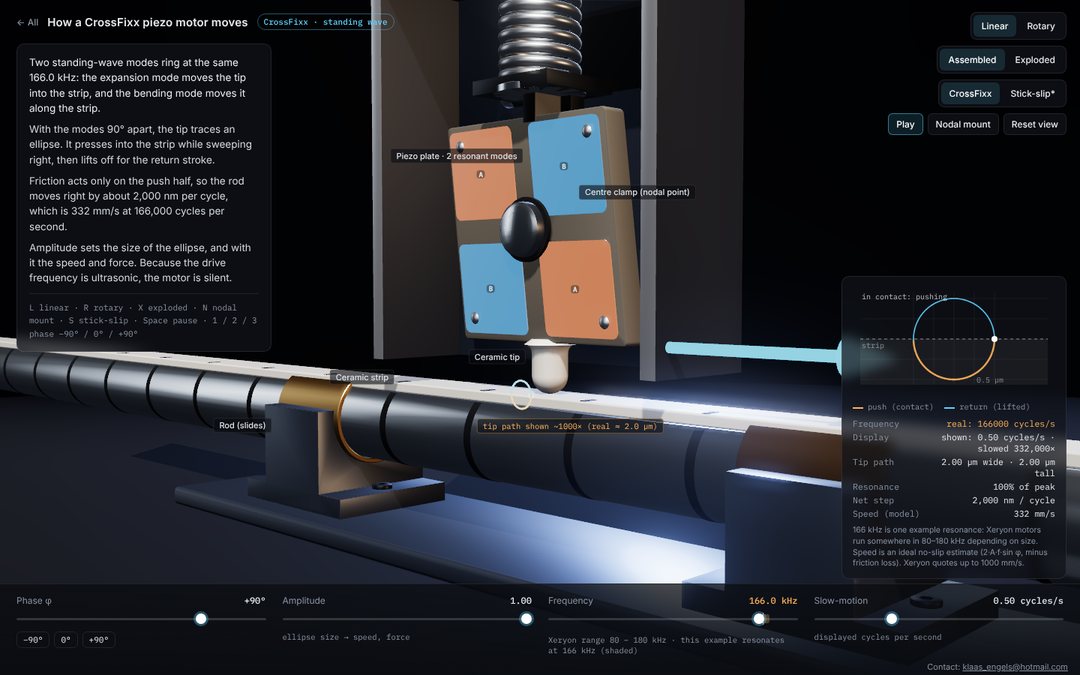 ← All How a CrossFixx piezo motor moves CrossFixx · standing wave
Linear Rotary
Assembled Exploded
CrossFixx Stick-slip*
Play Nodal mount Reset view
Two standing-wave modes ring at the same
166.0 kHz: the expansion mode moves the tip
into the strip, and the bending mode moves it
along the strip.
With the modes 90° apart, the tip traces an
ellipse. It presses into the strip while sweeping
right, then lifts off for the return stroke.
Friction acts only on the push half, so the rod
moves right by about 2,000 nm per cycle,
which is 332 mm/s at 166,000 cycles per
second.
Amplitude sets the size of the ellipse, and with
it the speed and force. Because the drive
frequency is ultrasonic, the motor is silent.
L linear · R rotary · X exploded · N nodal
mount · S stick-slip · Space pause · 1 / 2 / 3
phase −90° / 0° / +90°
Piezo plate · 2 resonant modes
A
B
Centre clamp (nodal point)
B
A
Ceramic tip
Ceramic strip
Rod (slides)
tip path shown ~1000× (real ≈ 2.0 µm)
in contact: pushing
strip
0.5 µm
push (contact) return (lifted)
Frequency real: 166000 cycles/s
Display shown: 0.50 cycles/s ·
slowed 332,000×
Tip path 2.00 µm wide · 2.00 µm
tall
Resonance 100% of peak
Net step 2,000 nm / cycle
Speed (model) 332 mm/s
166 kHz is one example resonance: Xeryon motors
run somewhere in 80–180 kHz depending on size.
Speed is an ideal no-slip estimate (2·A·f·sin φ, minus
friction loss). Xeryon quotes up to 1000 mm/s.
Phase φ +90°
−90° 0° +90°
Amplitude 1.00
ellipse size → speed, force
Frequency 166.0 kHz
Xeryon range 80 – 180 kHz · this example resonates
at 166 kHz (shaded)
Slow-motion 0.50 cycles/s
displayed cycles per second
Contact: klaas_engels@hotmail.com